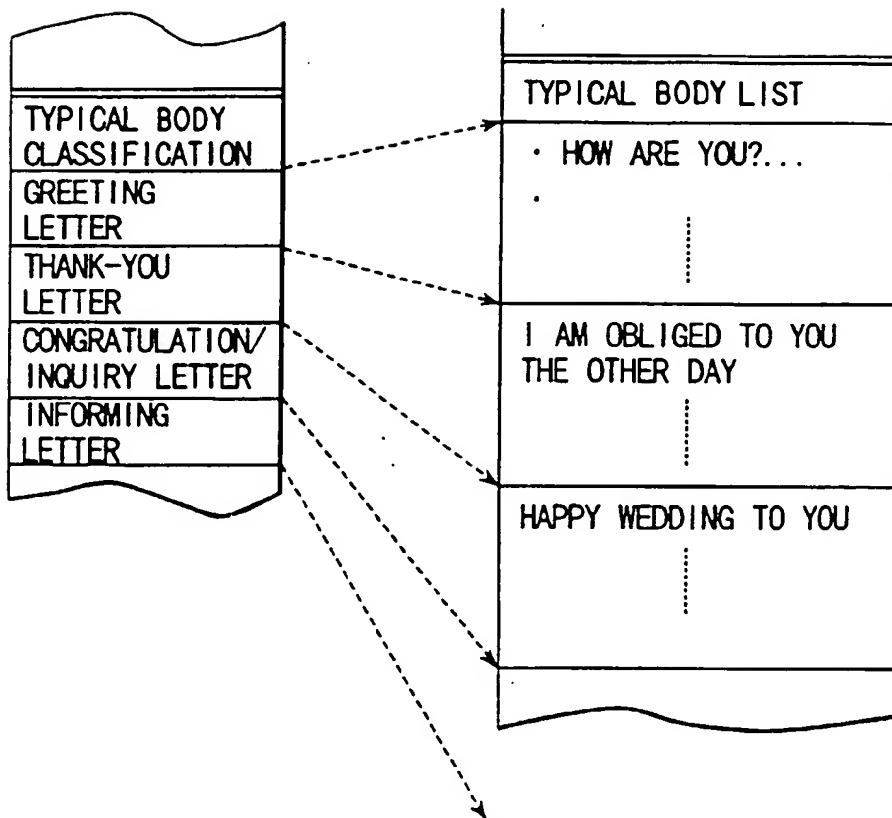 TYPICAL BODY
CLASSIFICATION
GREETING
LETTER
THANK-YOU
LETTER
CONGRATULATION/
INQUIRY LETTER
INFORMING
LETTER
TYPICAL BODY LIST
· HOW ARE YOU?...
·
I AM OBLIGED TO YOU
THE OTHER DAY
HAPPY WEDDING TO YOU